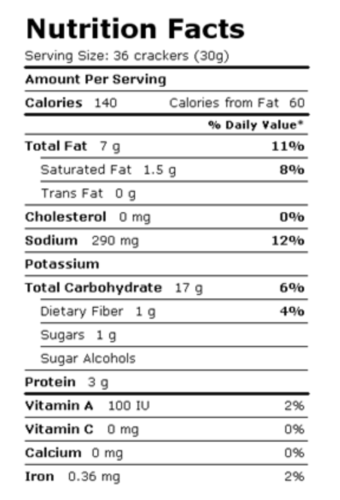 Nutrition Facts
Serving Size: 36 crackers (30g)
Amount Per Serving
Calories 140 Calories from Fat 60
% Daily Value*
Total Fat 7 g 11%
Saturated Fat 1.5 g 8%
Trans Fat 0 g
Cholesterol 0 mg 0%
Sodium 290 mg 12%
Potassium
Total Carbohydrate 17 g 6%
Dietary Fiber 1 g 4%
Sugars 1 g
Sugar Alcohols
Protein 3 g
Vitamin A 100 IU 2%
Vitamin C 0 mg 0%
Calcium 0 mg 0%
Iron 0.36 mg 2%